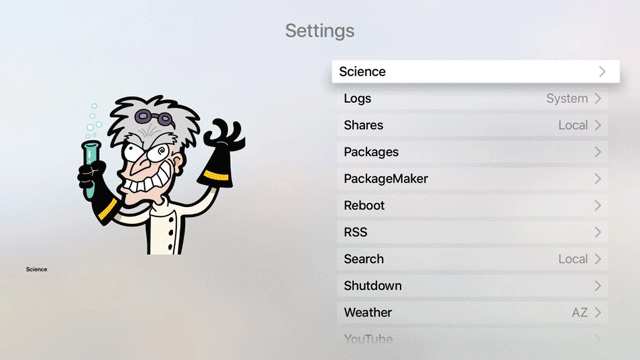 Settings
Science
Logs System
Shares Local
Packages
PackageMaker
Reboot
RSS
Search Local
Shutdown
Weather AZ
YouTube
Science